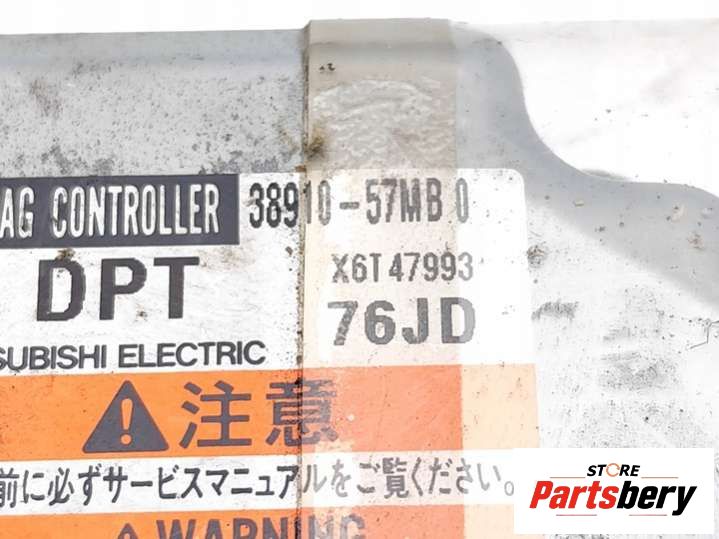 AG CONTROLLER 38910-57MB0
DPT X6T47993
76JD
SUBISHI ELECTRIC
注意
前に必ずサービスマニュアルをご覧ください。
WARNING
STORE
Partsbery